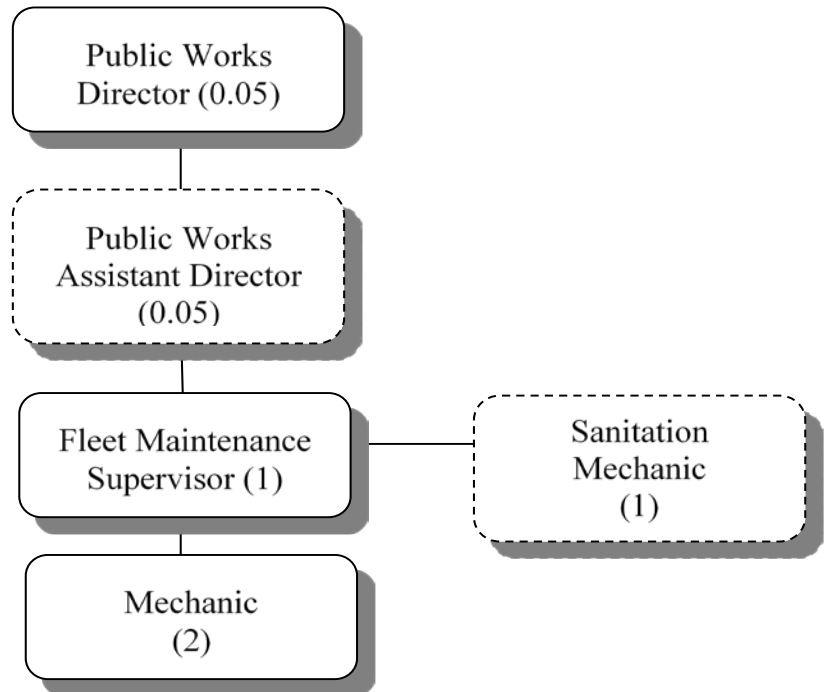 Public Works
Director (0.05)
Public Works
Assistant Director
(0.05)
Fleet Maintenance
Supervisor (1)
Sanitation
Mechanic
(1)
Mechanic
(2)